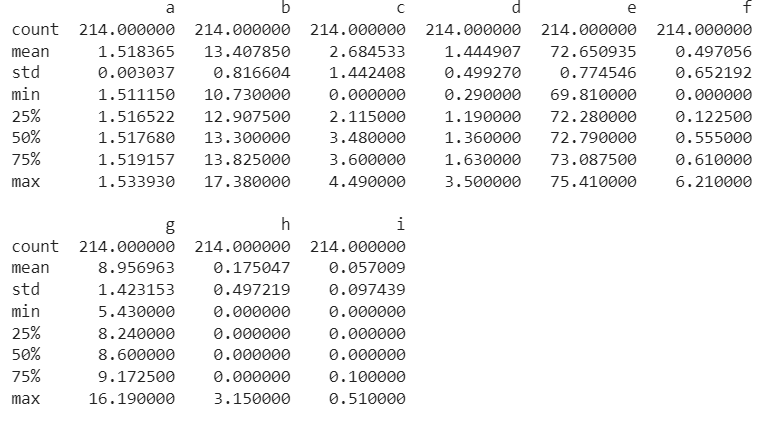 a b c d e f
count 214.000000 214.000000 214.000000 214.000000 214.000000 214.000000
mean 1.518365 13.407850 2.684533 1.444907 72.650935 0.497056
std 0.003037 0.816604 1.442408 0.499270 0.774546 0.652192
min 1.511150 10.730000 0.000000 0.290000 69.810000 0.000000
25% 1.516522 12.907500 2.115000 1.190000 72.280000 0.122500
50% 1.517680 13.300000 3.480000 1.360000 72.790000 0.555000
75% 1.519157 13.825000 3.600000 1.630000 73.087500 0.610000
max 1.533930 17.380000 4.490000 3.500000 75.410000 6.210000
g h i
count 214.000000 214.000000 214.000000
mean 8.956963 0.175047 0.057009
std 1.423153 0.497219 0.097439
min 5.430000 0.000000 0.000000
25% 8.240000 0.000000 0.000000
50% 8.600000 0.000000 0.000000
75% 9.172500 0.000000 0.100000
max 16.190000 3.150000 0.510000